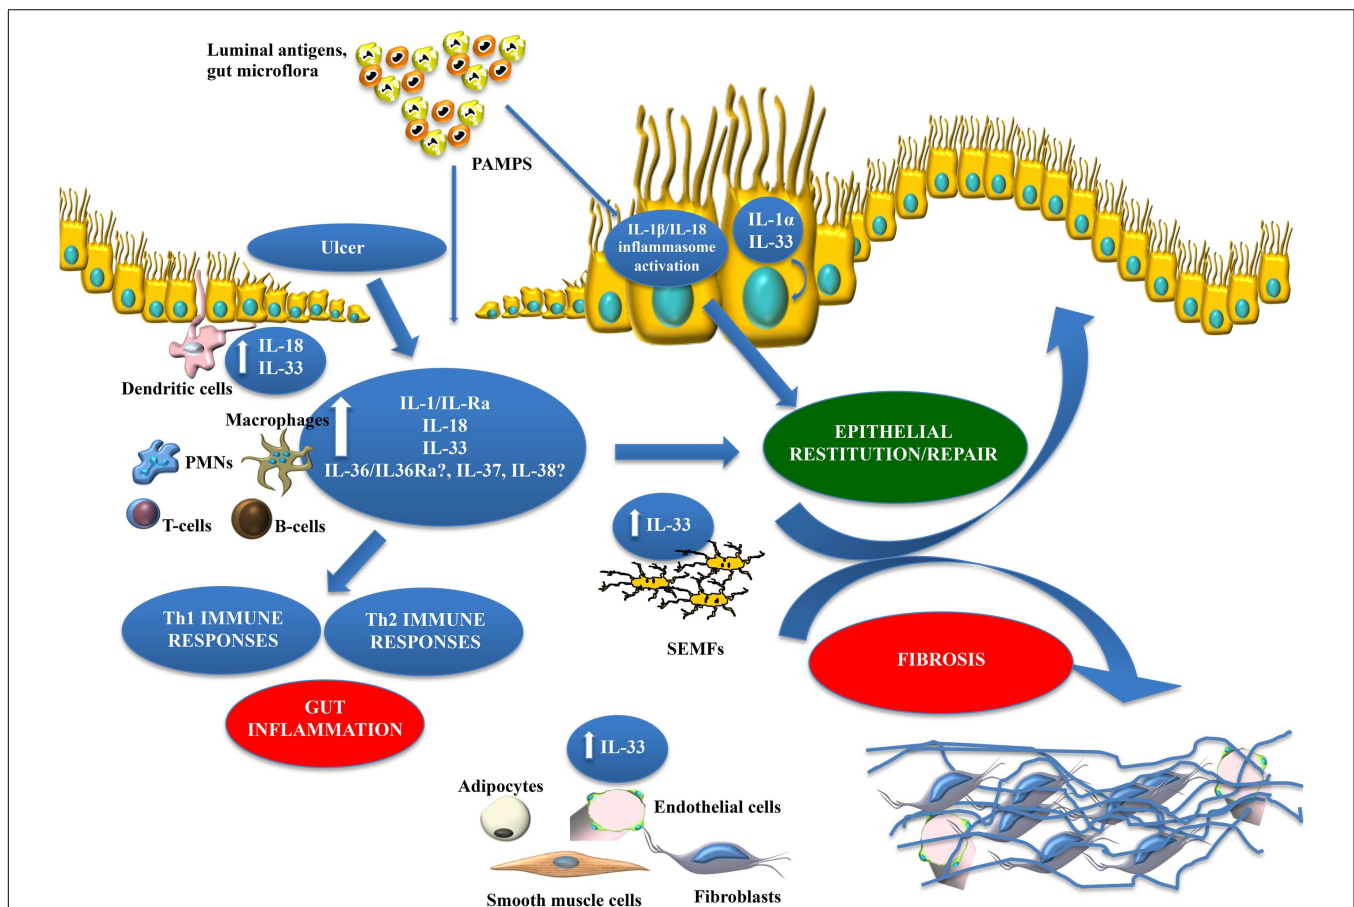 Luminal antigens,
gut microflora
PAMPS
Ulcer
IL-1β/IL-18
inflammasome
activation
IL-1α
IL-33
IL-18
IL-33
Dendritic cells
Macrophages
PMNs
T-cells
B-cells
IL-1/IL-Ra
IL-18
IL-33
IL-36/IL36Ra?, IL-37, IL-38?
EPITHELIAL
RESTITUTION/REPAIR
IL-33
SEMFs
Th1 IMMUNE
RESPONSES
Th2 IMMUNE
RESPONSES
GUT
INFLAMMATION
FIBROSIS
IL-33
Adipocytes
Endothelial cells
Smooth muscle cells
Fibroblasts